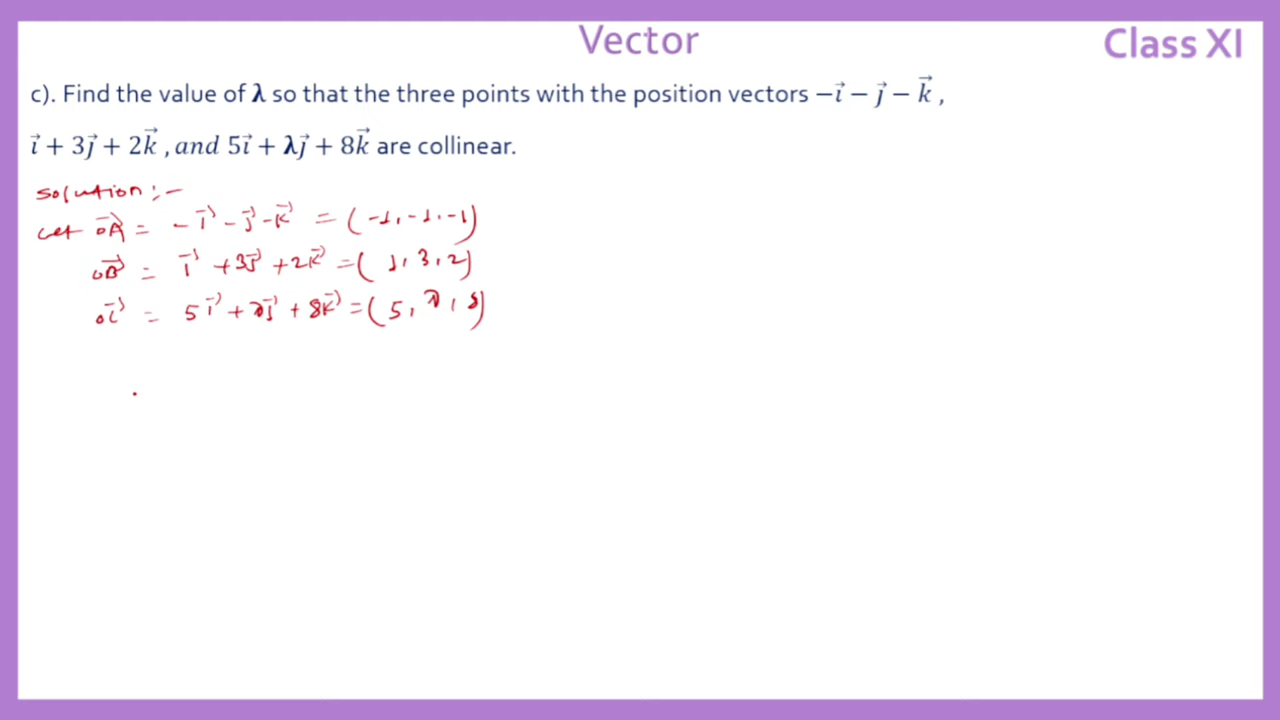 Vector
Class XI
c). Find the value of λ so that the three points with the position vectors −i⃗ − j⃗ − k⃗ ,
i⃗ + 3j⃗ + 2k⃗ , and 5i⃗ + λj⃗ + 8k⃗ are collinear.
Solution :-
Let OA⃗ = −i⃗ − j⃗ − k⃗ = (-1, -1, -1)
OB⃗ = i⃗ + 3j⃗ + 2k⃗ = (1, 3, 2)
OC⃗ = 5i⃗ + λj⃗ + 8k⃗ = (5, λ, 8)